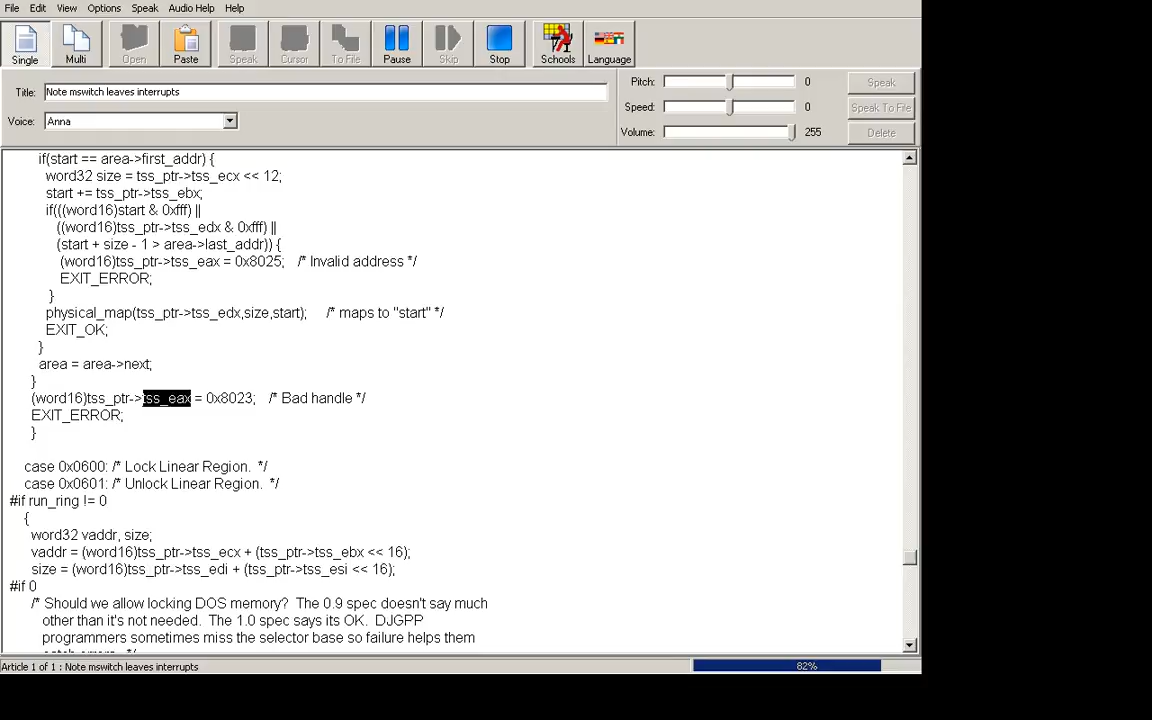 File Edit View Options Speak Audio Help Help
Single Multi Open Paste Speak Cursor To File Pause Skip Stop Schools Language
Title: Note mswitch leaves interrupts
Voice: Anna
Pitch: 0 Speak
Speed: 0 Speak To File
Volume: 255 Delete
if(start == area->first_addr) {
word32 size = tss_ptr->tss_ecx << 12;
start += tss_ptr->tss_ebx;
if(((word16)start & 0xfff) ||
((word16)tss_ptr->tss_edx & 0xfff) ||
(start + size - 1 > area->last_addr)) {
(word16)tss_ptr->tss_eax = 0x8025; /* Invalid address */
EXIT_ERROR;
}
physical_map(tss_ptr->tss_edx,size,start); /* maps to "start" */
EXIT_OK;
}
area = area->next;
}
(word16)tss_ptr->tss_eax = 0x8023; /* Bad handle */
EXIT_ERROR;
}
case 0x0600: /* Lock Linear Region. */
case 0x0601: /* Unlock Linear Region. */
#if run_ring != 0
{
word32 vaddr, size;
vaddr = (word16)tss_ptr->tss_ecx + (tss_ptr->tss_ebx << 16);
size = (word16)tss_ptr->tss_edi + (tss_ptr->tss_esi << 16);
#if 0
/* Should we allow locking DOS memory? The 0.9 spec doesn't say much
other than it's not needed. The 1.0 spec says its OK. DJGPP
programmers sometimes miss the selector base so failure helps them
Article 1 of 1 : Note mswitch leaves interrupts 82%